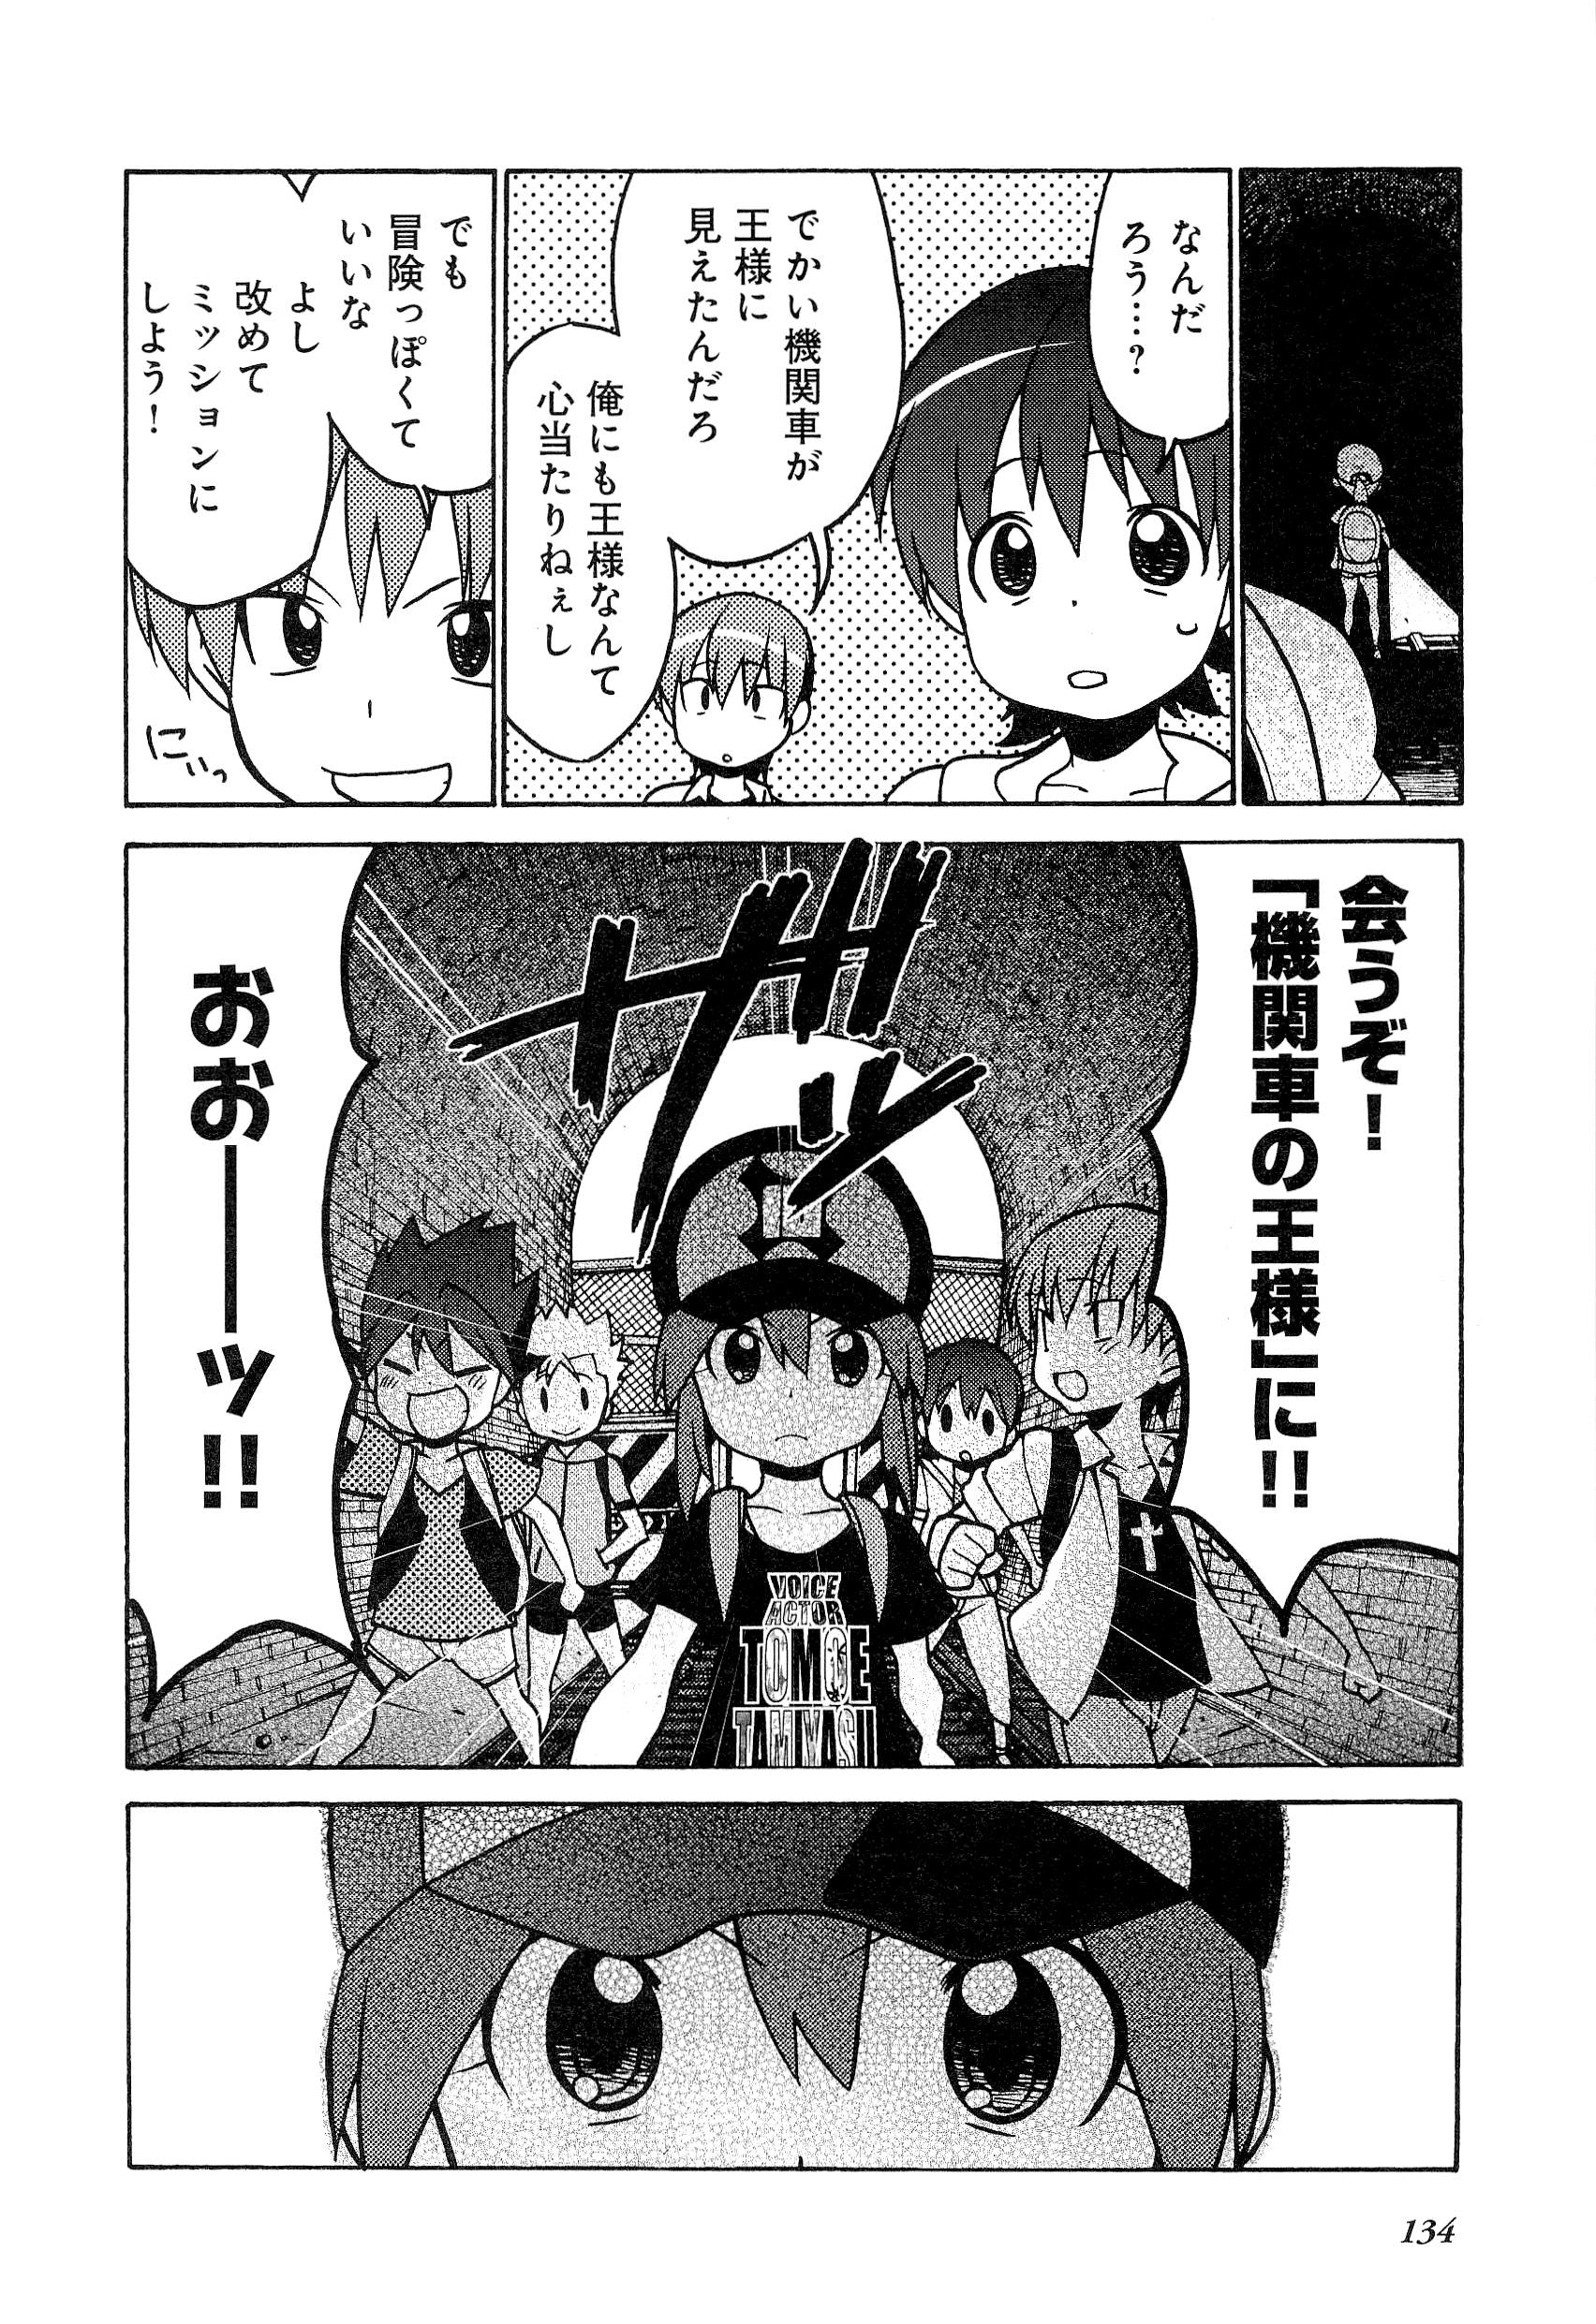 なんだ
ろう…?
でかい機関車が
王様に
見えたんだろ
俺にも王様なんて
心当たりねぇし
でも
冒険っぽくて
いいな
よし
改めて
ミッションに
しよう!
にぃっ
会うぞ!
「機関車の王様」に!!
ザザッ
おおーーッ!!
VOICE
ACTOR
TOMOE
TAMIYASU
134